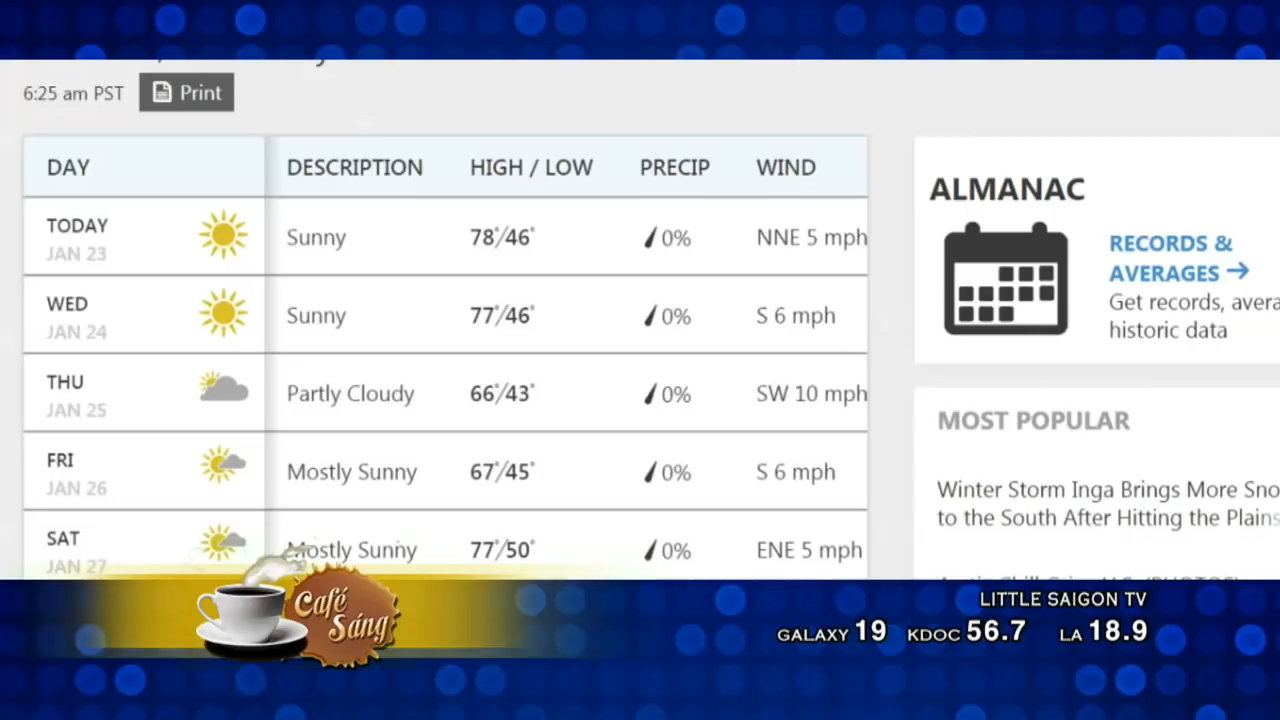 6:25 am PST Print
DAY DESCRIPTION HIGH / LOW PRECIP WIND
TODAY
JAN 23
Sunny 78°/46° 0% NNE 5 mph
WED
JAN 24
Sunny 77°/46° 0% S 6 mph
THU
JAN 25
Partly Cloudy 66°/43° 0% SW 10 mph
FRI
JAN 26
Mostly Sunny 67°/45° 0% S 6 mph
SAT
JAN 27
Mostly Sunny 77°/50° 0% ENE 5 mph
ALMANAC
RECORDS &
AVERAGES →
Get records, avera
historic data
MOST POPULAR
Winter Storm Inga Brings More Sno
to the South After Hitting the Plains
Café
Sáng
LITTLE SAIGON TV
GALAXY 19 KDOC 56.7 LA 18.9